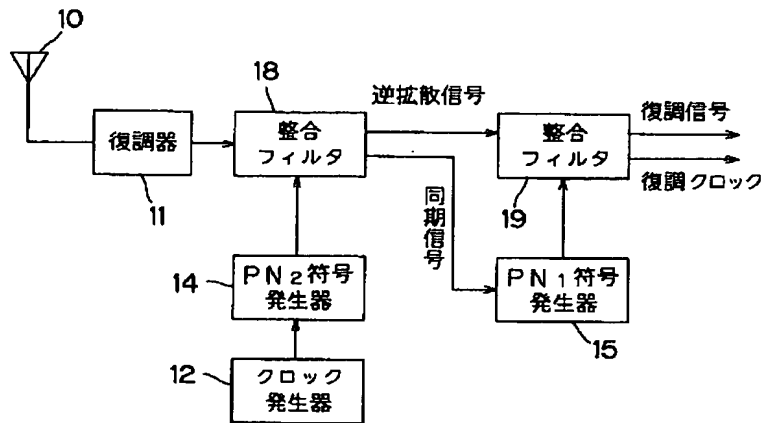 10
18
逆拡散信号
復調器
整合
フィルタ
整合
フィルタ
復調信号
復調クロック
11
19
同期信号
14
PN2符号
発生器
PN1符号
発生器
15
12
クロック
発生器